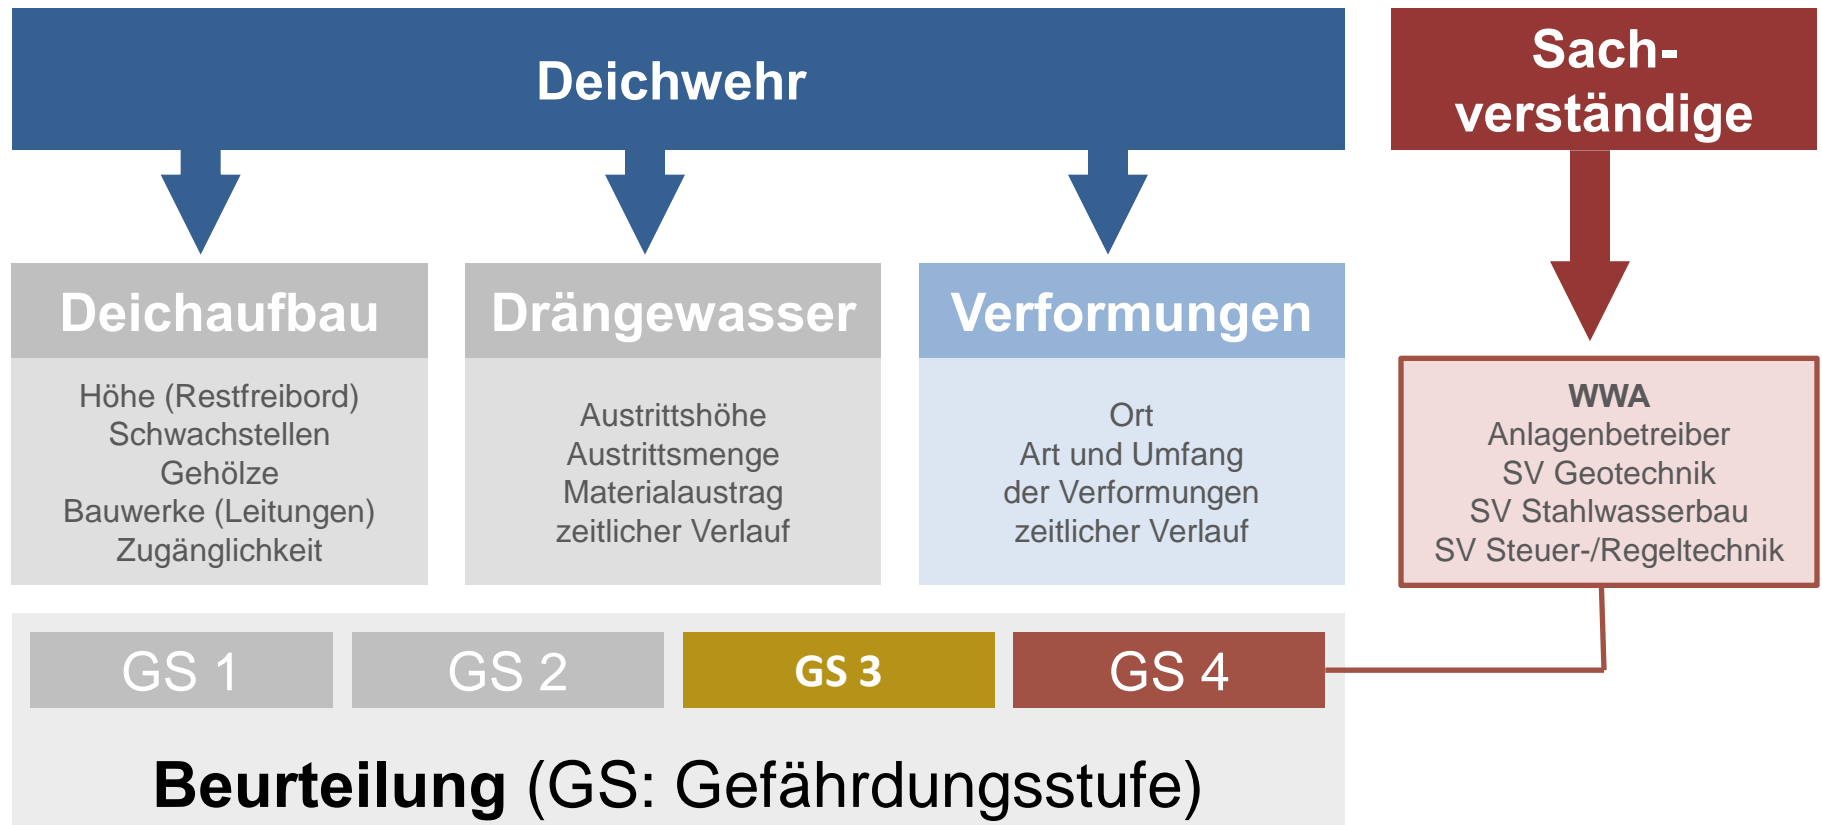 Deichwehr
Sach-
verständige
Deichaufbau
Höhe (Restfreibord)
Schwachstellen
Gehölze
Bauwerke (Leitungen)
Zugänglichkeit
Drängewasser
Austrittshöhe
Austrittsmenge
Materialaustrag
zeitlicher Verlauf
Verformungen
Ort
Art und Umfang
der Verformungen
zeitlicher Verlauf
WWA
Anlagenbetreiber
SV Geotechnik
SV Stahlwasserbau
SV Steuer-/Regeltechnik
GS 1
GS 2
GS 3
GS 4
Beurteilung (GS: Gefährdungsstufe)